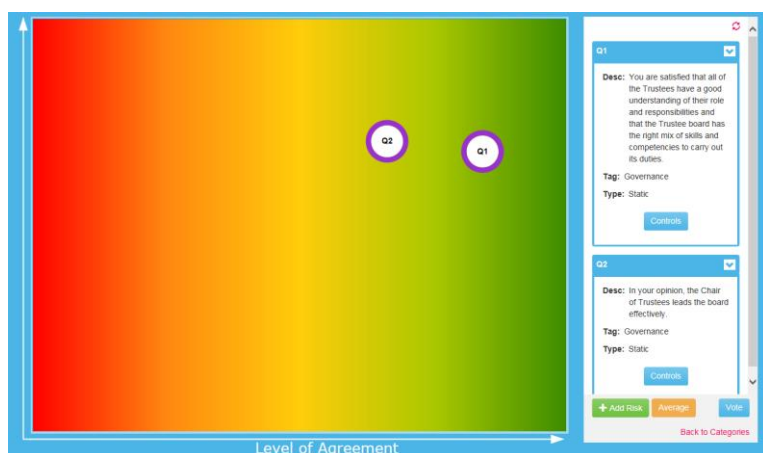 Q2
Q1
Level of Agreement
Q1
Desc: You are satisfied that all of
the Trustees have a good
understanding of their role
and responsibilities and
that the Trustee board has
the right mix of skills and
competencies to carry out
its duties.
Tag: Governance
Type: Static
Controls
Q2
Desc: In your opinion, the Chair
of Trustees leads the board
effectively.
Tag: Governance
Type: Static
Controls
+ Add Risk Average Vote
Back to Categories